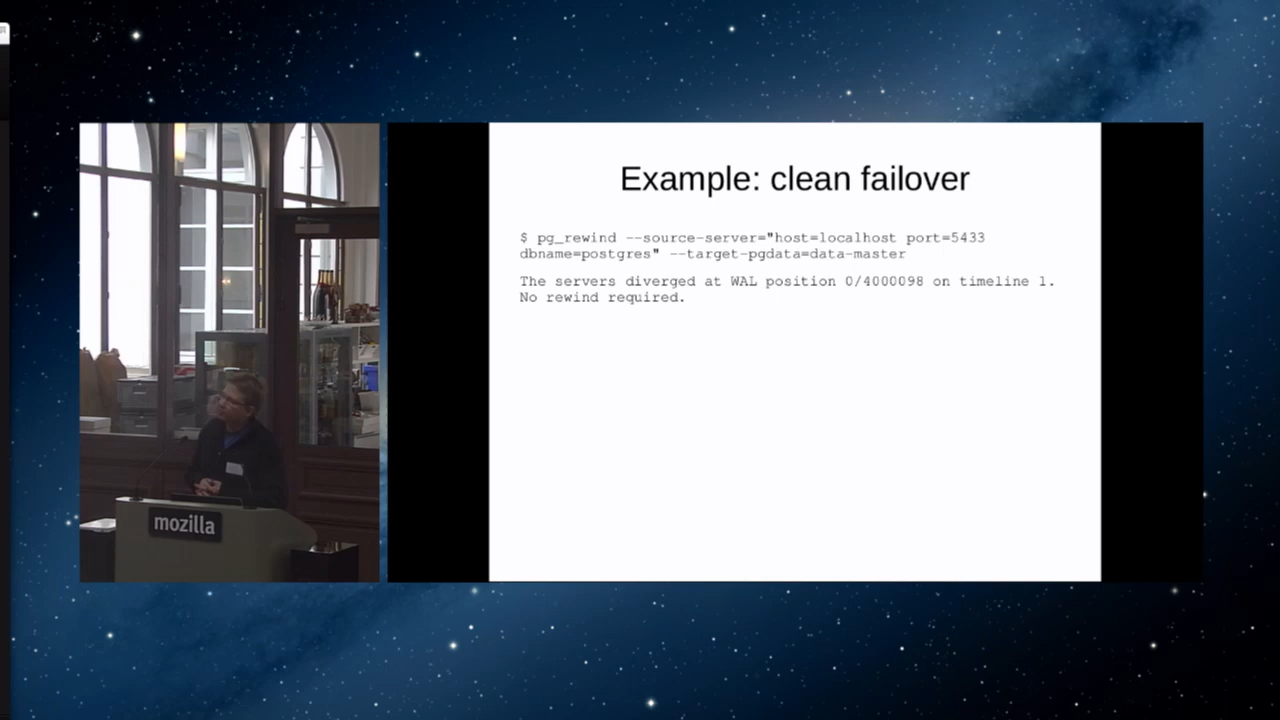 Example: clean failover
$ pg_rewind --source-server="host=localhost port=5433
dbname=postgres" --target-pgdata=data-master
The servers diverged at WAL position 0/4000098 on timeline 1.
No rewind required.
mozilla